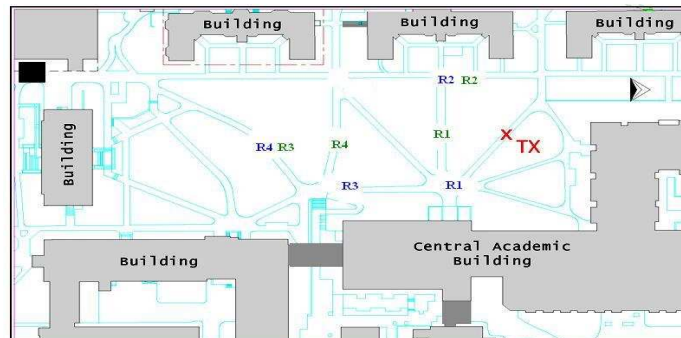 Building
Building
Building
R2 R2
R1
TX
R4 R3
R4
Building
R3
R1
Building
Central Academic
Building